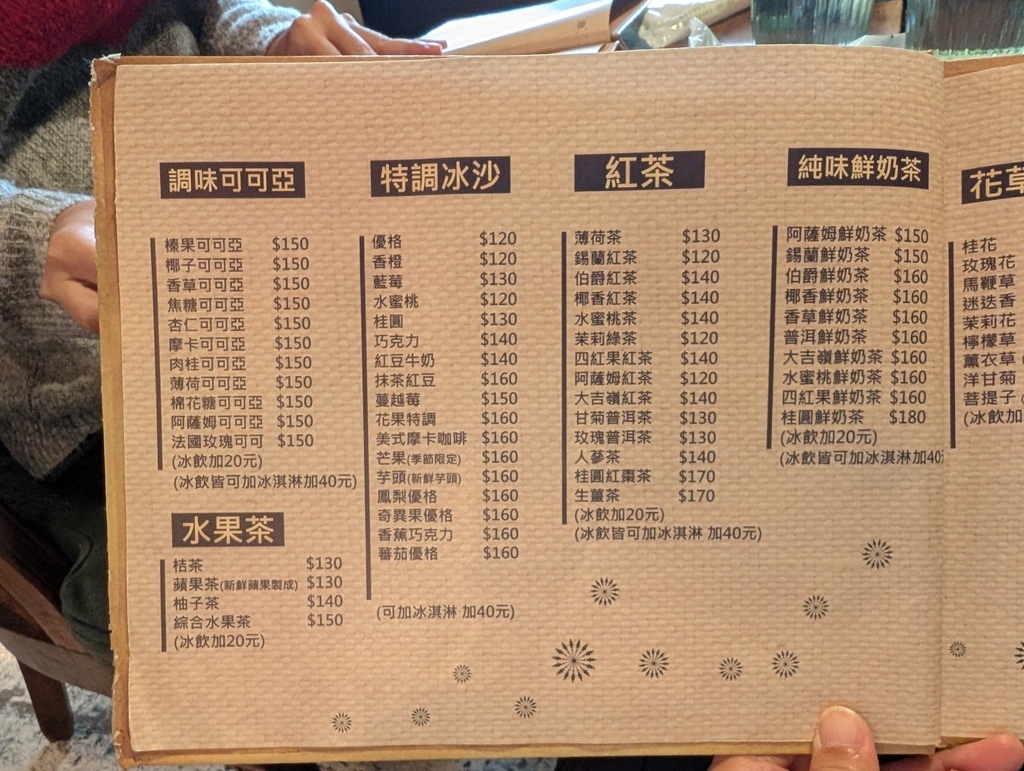 調味可可亞
榛果可可亞 $150
椰子可可亞 $150
香草可可亞 $150
焦糖可可亞 $150
杏仁可可亞 $150
摩卡可可亞 $150
肉桂可可亞 $150
薄荷可可亞 $150
棉花糖可可亞 $150
阿薩姆可可亞 $150
法國玫瑰可可 $150
(冰飲加20元)
(冰飲皆可加冰淇淋加40元)
水果茶
桔茶 $130
蘋果茶(新鮮蘋果製成) $130
柚子茶 $140
綜合水果茶 $150
(冰飲加20元)
特調冰沙
優格 $120
香橙 $120
藍莓 $130
水蜜桃 $120
桂圓 $130
巧克力 $140
紅豆牛奶 $140
抹茶紅豆 $160
蔓越莓 $150
花果特調 $160
美式摩卡咖啡 $160
芒果(季節限定) $160
芋頭(新鮮芋頭) $160
鳳梨優格 $160
奇異果優格 $160
香蕉巧克力 $160
蕃茄優格 $160
(可加冰淇淋 加40元)
紅茶
薄荷茶 $130
錫蘭紅茶 $120
伯爵紅茶 $140
椰香紅茶 $140
水蜜桃茶 $140
茉莉綠茶 $120
四紅果紅茶 $140
阿薩姆紅茶 $120
大吉嶺紅茶 $140
甘菊普洱茶 $130
玫瑰普洱茶 $130
人蔘茶 $140
桂圓紅棗茶 $170
生薑茶 $170
(冰飲加20元)
(冰飲皆可加冰淇淋 加40元)
純味鮮奶茶
阿薩姆鮮奶茶 $150
錫蘭鮮奶茶 $150
伯爵鮮奶茶 $160
椰香鮮奶茶 $160
香草鮮奶茶 $160
普洱鮮奶茶 $160
大吉嶺鮮奶茶 $160
水蜜桃鮮奶茶 $160
四紅果鮮奶茶 $160
桂圓鮮奶茶 $180
(冰飲加20元)
(冰飲皆可加冰淇淋加40
花草
桂花
玫瑰花
馬鞭草
迷迭香
茉莉花
檸檬草
薰衣草
洋甘菊
菩提子
(冰飲加